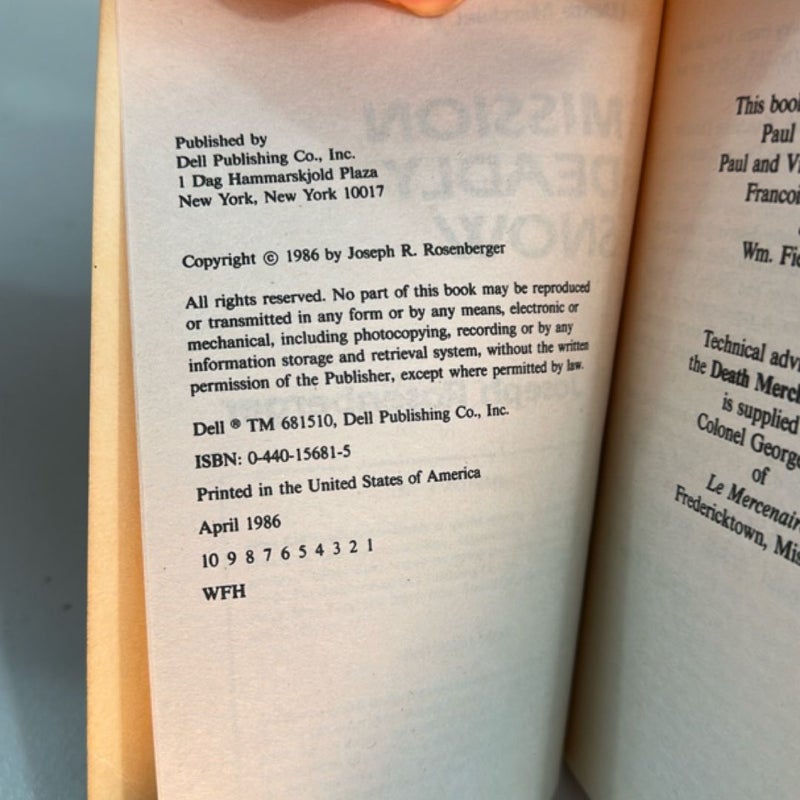 Published by
Dell Publishing Co., Inc.
1 Dag Hammarskjold Plaza
New York, New York 10017
Copyright © 1986 by Joseph R. Rosenberger
All rights reserved. No part of this book may be reproduced
or transmitted in any form or by any means, electronic or
mechanical, including photocopying, recording or by any
information storage and retrieval system, without the written
permission of the Publisher, except where permitted by law.
Dell ® TM 681510, Dell Publishing Co., Inc.
ISBN: 0-440-15681-5
Printed in the United States of America
April 1986
10 9 8 7 6 5 4 3 2 1
WFH
This book
Paul
Paul and Vi
Francoi
Wm. Fie
Technical advi
the Death Merch
is supplied
Colonel George
of
Le Mercenair
Fredericktown, Mis